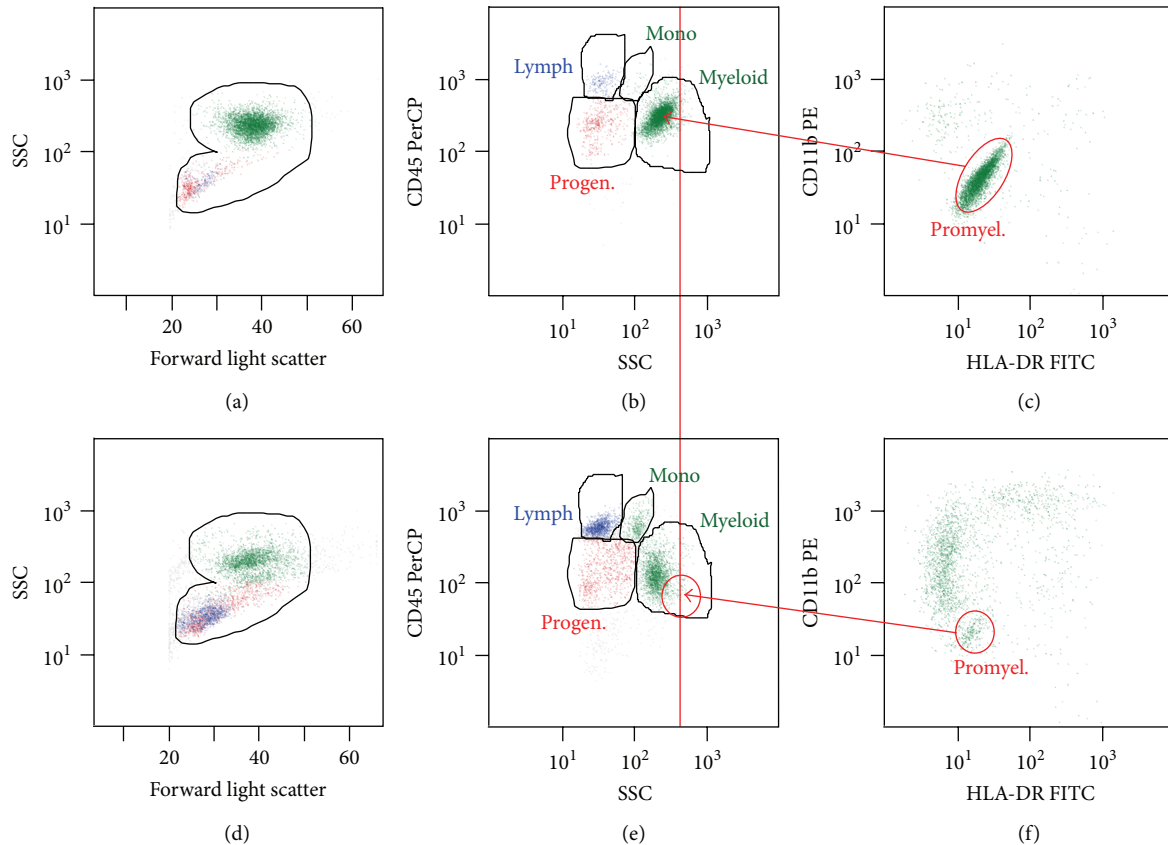 SSC
10³
10²
10¹
20
40
60
Forward light scatter
(a)
CD45 PerCP
10³
10²
10¹
Lymph
Mono
Myeloid
Progen.
10¹
10²
10³
SSC
(b)
CD11b PE
10³
10²
10¹
Promyel.
10¹
10²
10³
HLA-DR FITC
(c)
SSC
10³
10²
10¹
20
40
60
Forward light scatter
(d)
CD45 PerCP
10³
10²
10¹
Lymph
Mono
Myeloid
Progen.
10¹
10²
10³
SSC
(e)
CD11b PE
10³
10²
10¹
Promyel.
10¹
10²
10³
HLA-DR FITC
(f)